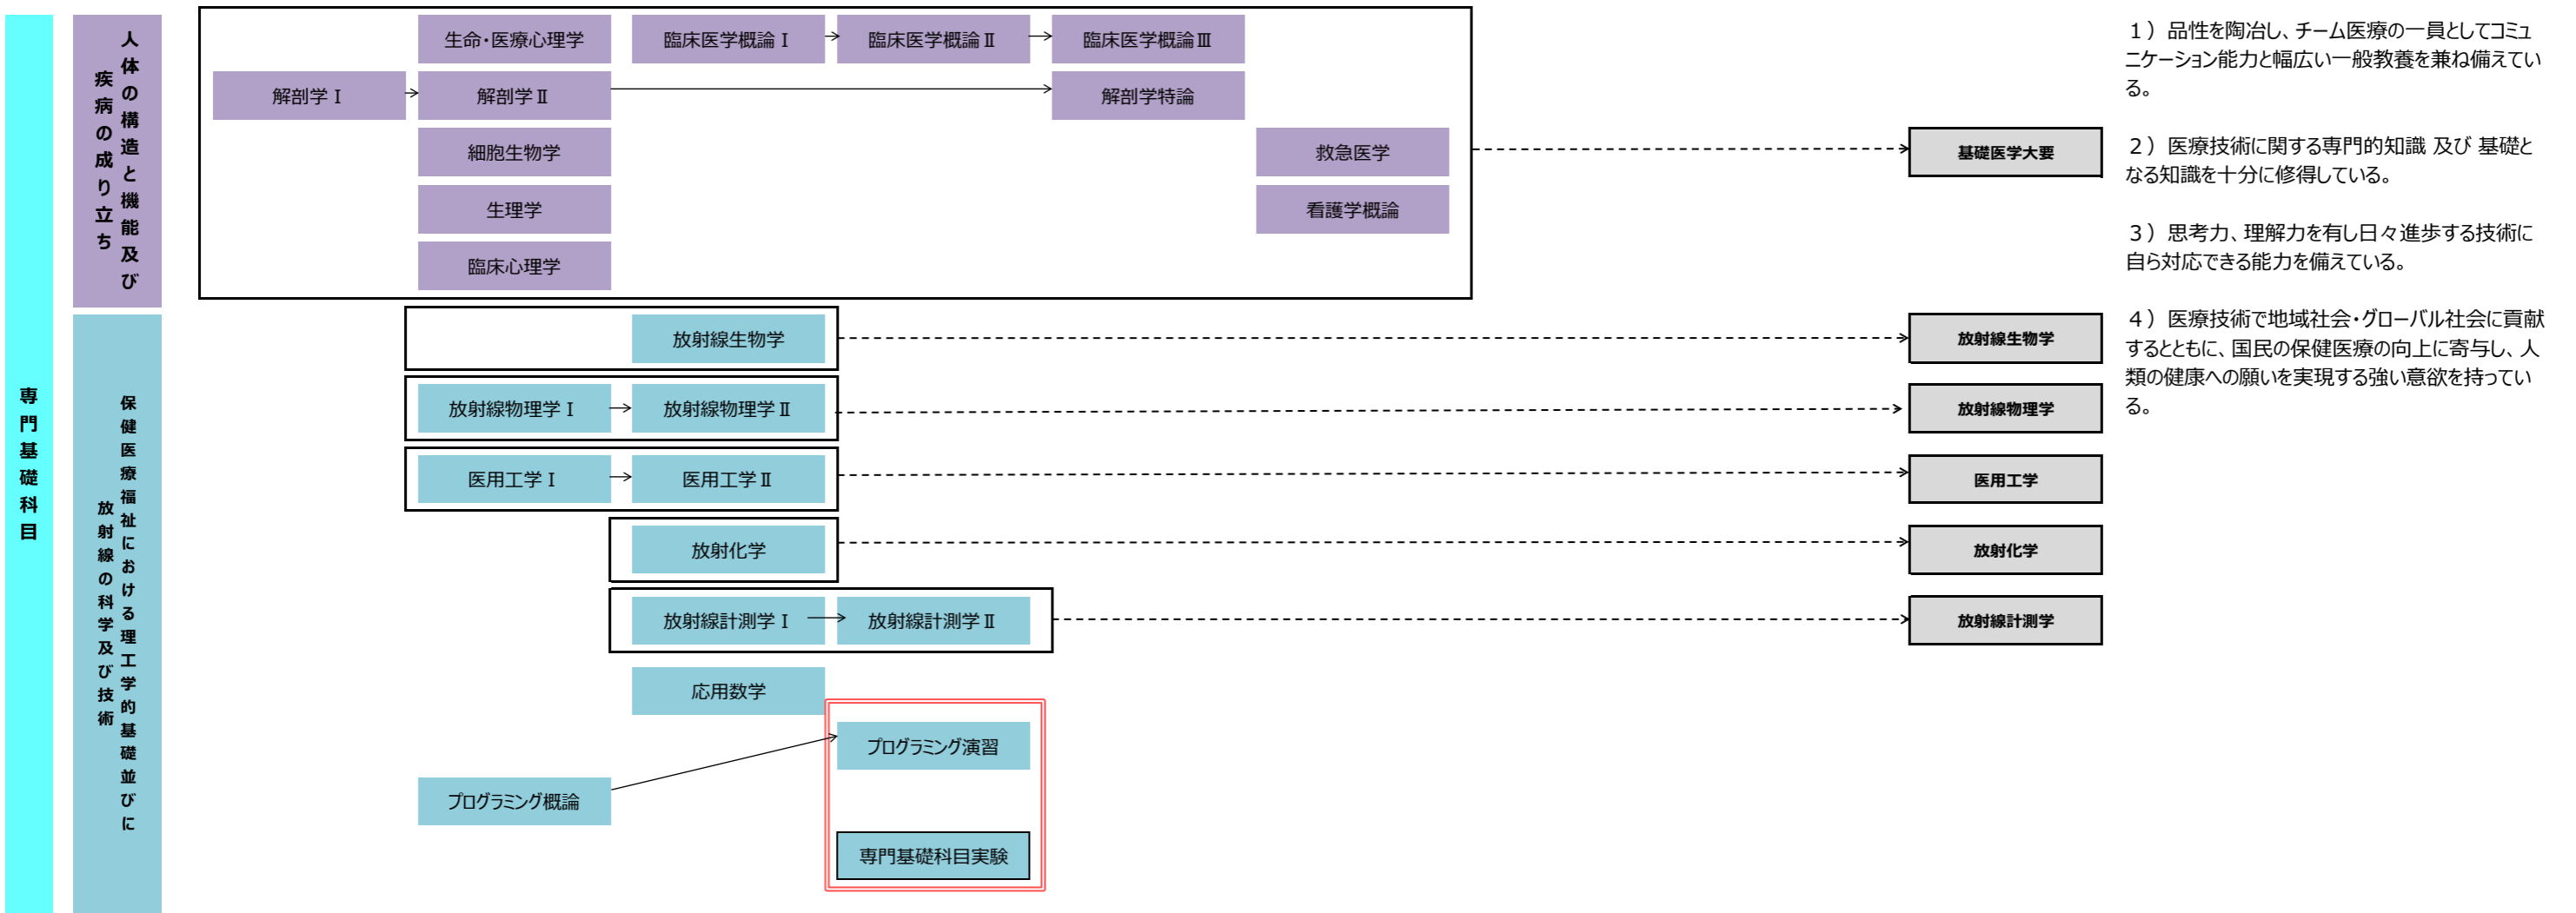 専門基礎科目
人体の構造と機能及び
疾病の成り立ち
生命・医療心理学
臨床医学概論Ⅰ
臨床医学概論Ⅱ
臨床医学概論Ⅲ
解剖学Ⅰ
解剖学Ⅱ
解剖学特論
細胞生物学
救急医学
基礎医学大要
生理学
看護学概論
臨床心理学
保健医療福祉における理工学的基礎並びに
放射線の科学及び技術
放射線生物学
放射線生物学
放射線物理学Ⅰ
放射線物理学Ⅱ
放射線物理学
医用工学Ⅰ
医用工学Ⅱ
医用工学
放射化学
放射化学
放射線計測学Ⅰ
放射線計測学Ⅱ
放射線計測学
応用数学
プログラミング演習
プログラミング概論
専門基礎科目実験
1）品性を陶冶し、チーム医療の一員としてコミュ
ニケーション能力と幅広い一般教養を兼ね備えてい
る。
2）医療技術に関する専門的知識 及び 基礎と
なる知識を十分に修得している。
3）思考力、理解力を有し日々進歩する技術に
自ら対応できる能力を備えている。
4）医療技術で地域社会・グローバル社会に貢献
するとともに、国民の保健医療の向上に寄与し、人
類の健康への願いを実現する強い意欲を持ってい
る。